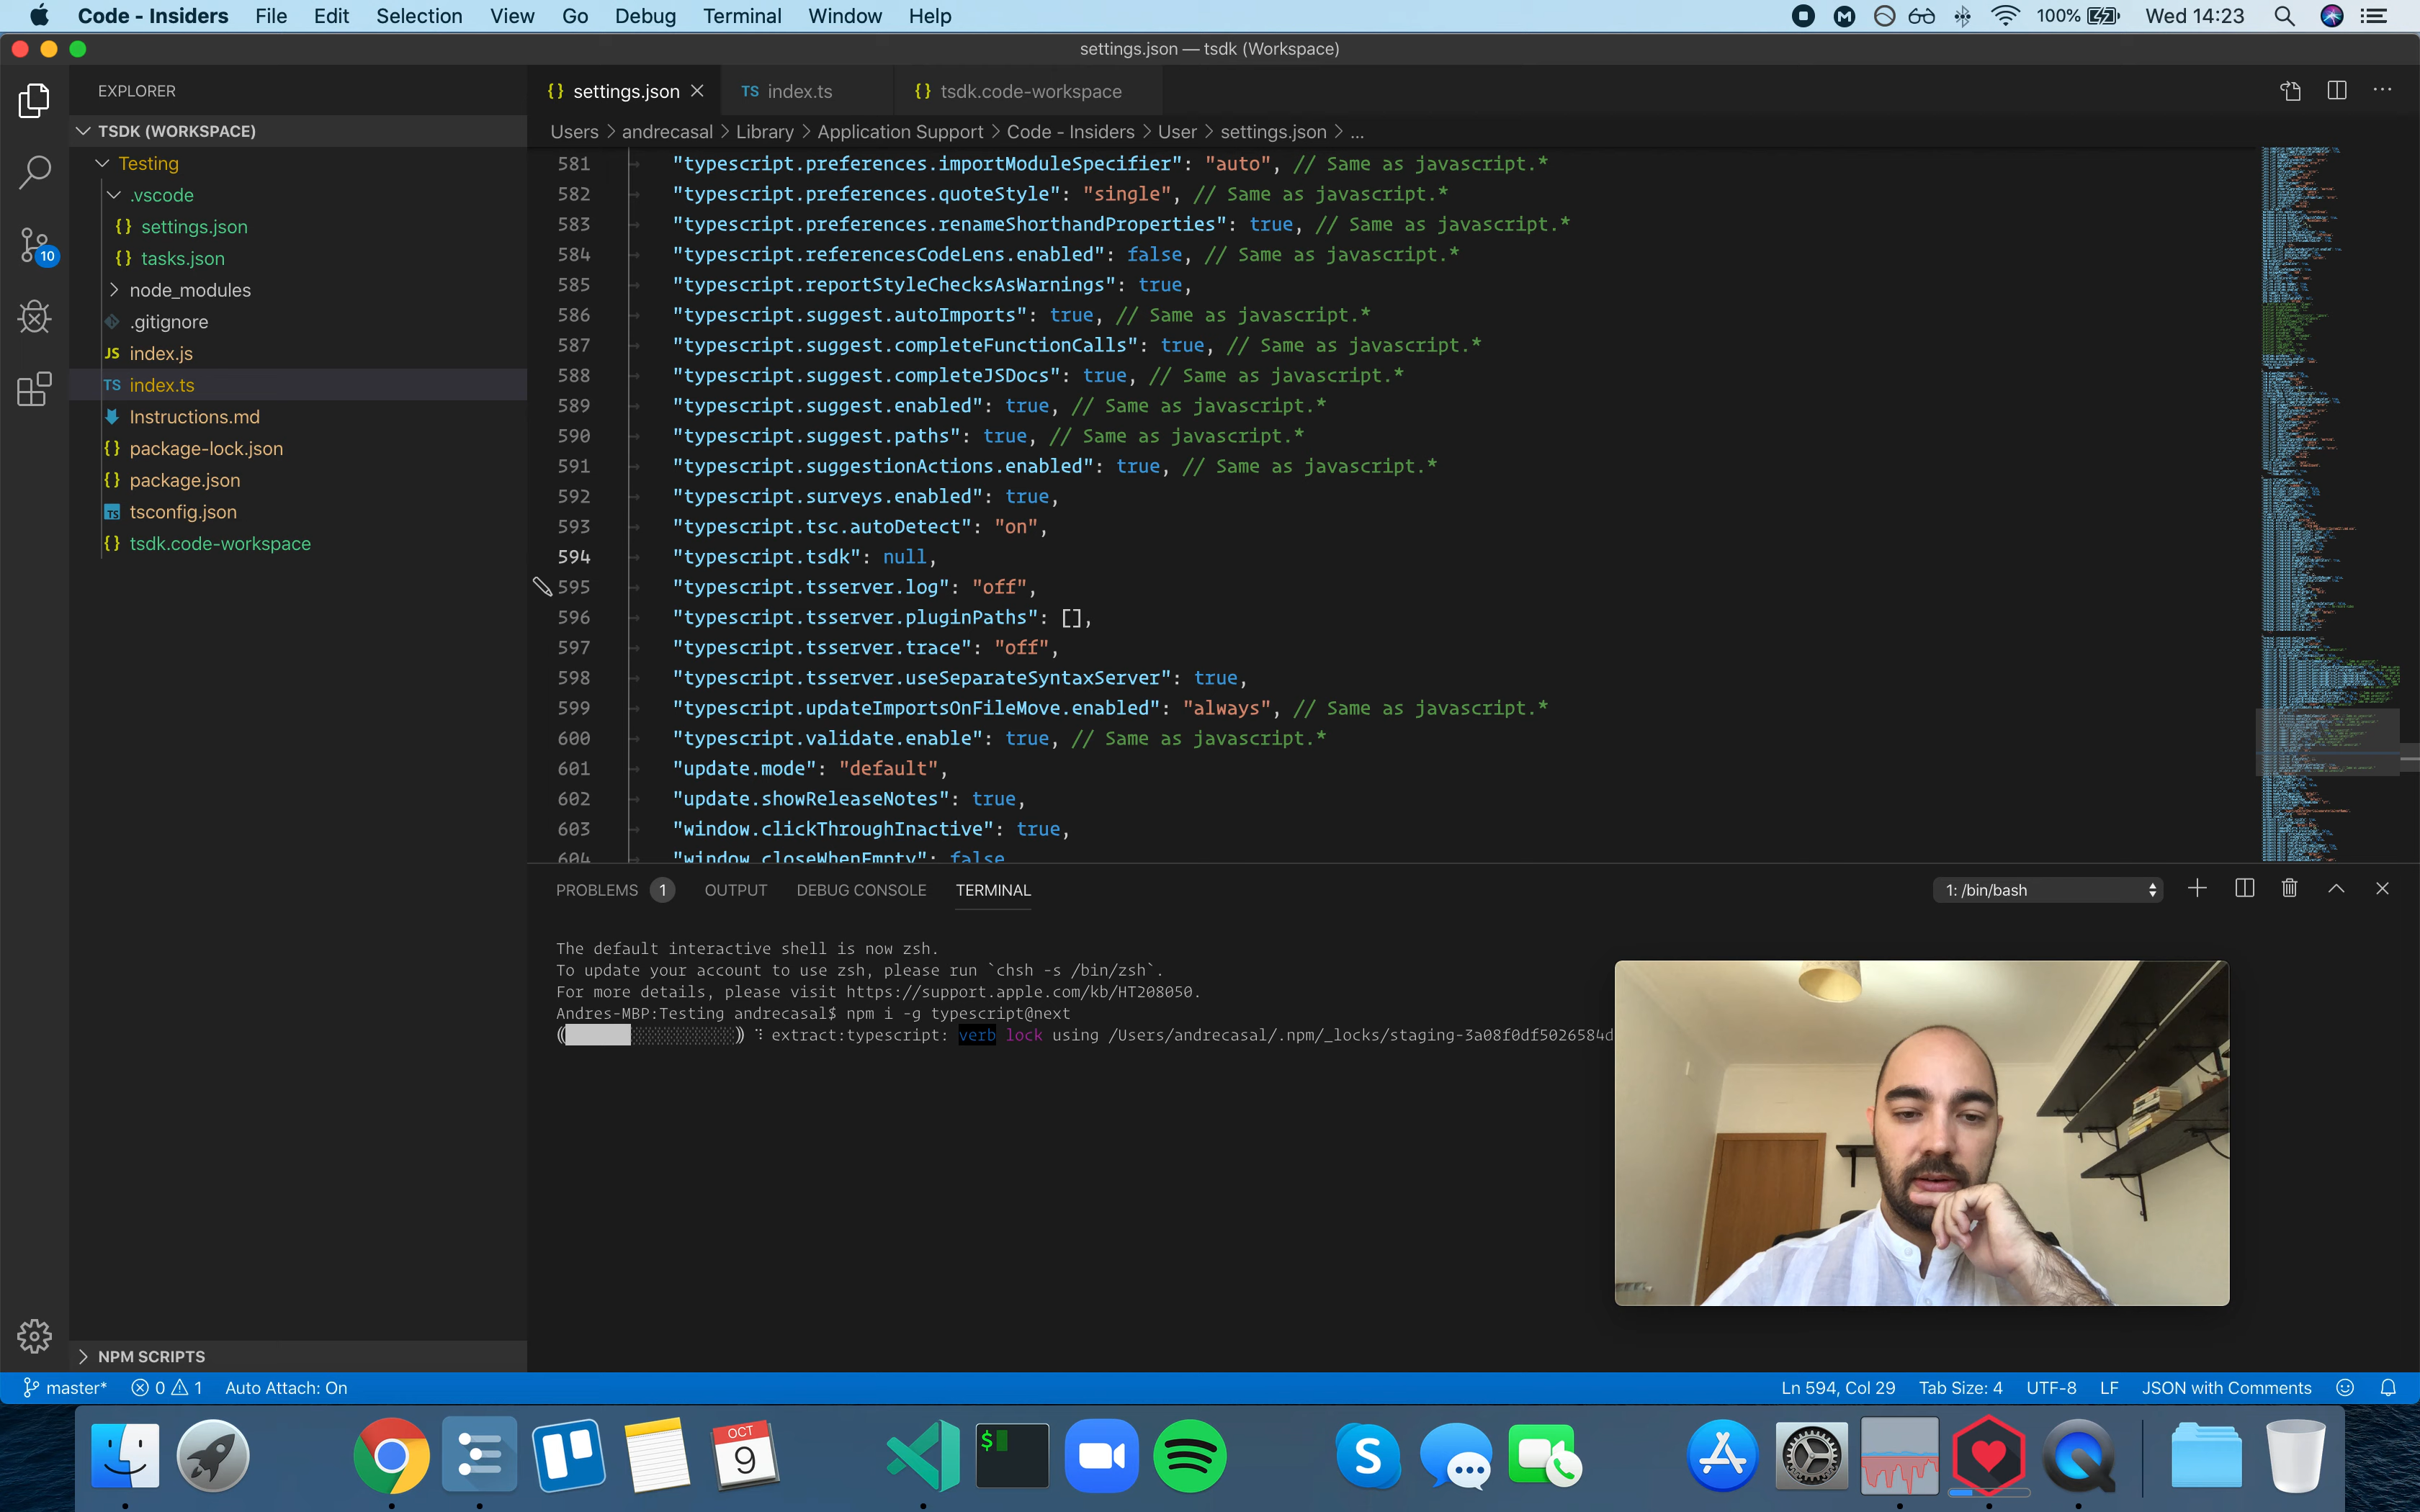 Code - Insiders File Edit Selection View Go Debug Terminal Window Help 100% Wed 14:23
settings.json — tsdk (Workspace)
EXPLORER
TSDK (WORKSPACE)
Testing
.vscode
{} settings.json
{} tasks.json
node_modules
.gitignore
JS index.js
TS index.ts
Instructions.md
{} package-lock.json
{} package.json
TS tsconfig.json
{} tsdk.code-workspace
10
NPM SCRIPTS
{} settings.json TS index.ts {} tsdk.code-workspace
Users > andrecasal > Library > Application Support > Code - Insiders > User > settings.json > ...
581 "typescript.preferences.importModuleSpecifier": "auto", // Same as javascript.*
582 "typescript.preferences.quoteStyle": "single", // Same as javascript.*
583 "typescript.preferences.renameShorthandProperties": true, // Same as javascript.*
584 "typescript.referencesCodeLens.enabled": false, // Same as javascript.*
585 "typescript.reportStyleChecksAsWarnings": true,
586 "typescript.suggest.autoImports": true, // Same as javascript.*
587 "typescript.suggest.completeFunctionCalls": true, // Same as javascript.*
588 "typescript.suggest.completeJSDocs": true, // Same as javascript.*
589 "typescript.suggest.enabled": true, // Same as javascript.*
590 "typescript.suggest.paths": true, // Same as javascript.*
591 "typescript.suggestionActions.enabled": true, // Same as javascript.*
592 "typescript.surveys.enabled": true,
593 "typescript.tsc.autoDetect": "on",
594 "typescript.tsdk": null,
595 "typescript.tsserver.log": "off",
596 "typescript.tsserver.pluginPaths": [],
597 "typescript.tsserver.trace": "off",
598 "typescript.tsserver.useSeparateSyntaxServer": true,
599 "typescript.updateImportsOnFileMove.enabled": "always", // Same as javascript.*
600 "typescript.validate.enable": true, // Same as javascript.*
601 "update.mode": "default",
602 "update.showReleaseNotes": true,
603 "window.clickThroughInactive": true,
604 "window.closeWhenEmpty": false
PROBLEMS 1 OUTPUT DEBUG CONSOLE TERMINAL 1: /bin/bash
The default interactive shell is now zsh.
To update your account to use zsh, please run `chsh -s /bin/zsh`.
For more details, please visit https://support.apple.com/kb/HT208050.
Andres-MBP:Testing andrecasal$ npm i -g typescript@next
extract:typescript: verb lock using /Users/andrecasal/.npm/_locks/staging-3a08f0df5026584d
master* 0 1 Auto Attach: On Ln 594, Col 29 Tab Size: 4 UTF-8 LF JSON with Comments
OCT
9
$
S